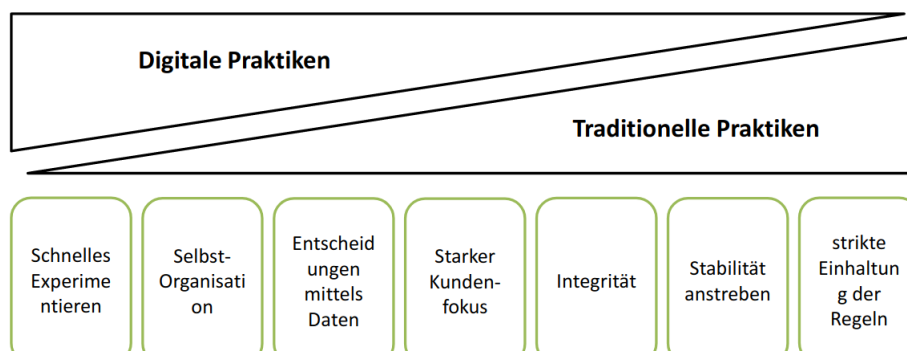 Digitale Praktiken
Traditionelle Praktiken
Schnelles
Experime
ntieren
Selbst-
Organisati
on
Entscheid
ungen
mittels
Daten
Starker
Kunden-
fokus
Integrität
Stabilität
anstreben
strikte
Einhaltun
g der
Regeln